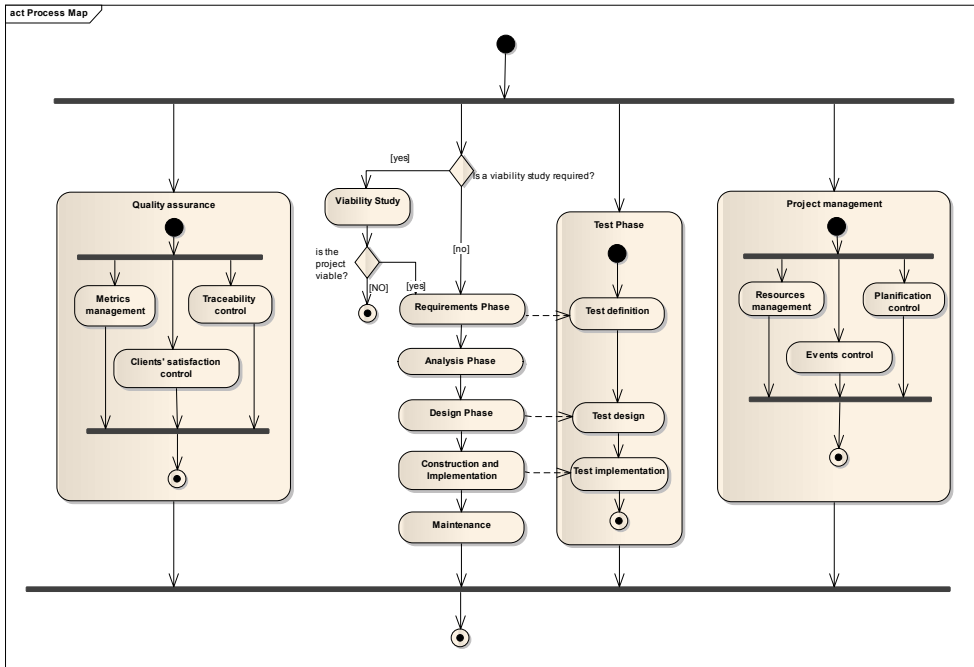 act Process Map
[yes]
Is a viability study required?
Quality assurance
Viability Study
Project management
Test Phase
[no]
is the
project
viable?
[NO]
[yes]
Metrics
management
Traceability
control
Requirements Phase
Test definition
Resources
management
Planification
control
Clients' satisfaction
control
Analysis Phase
Events control
Design Phase
Test design
Construction and
Implementation
Test implementation
Maintenance